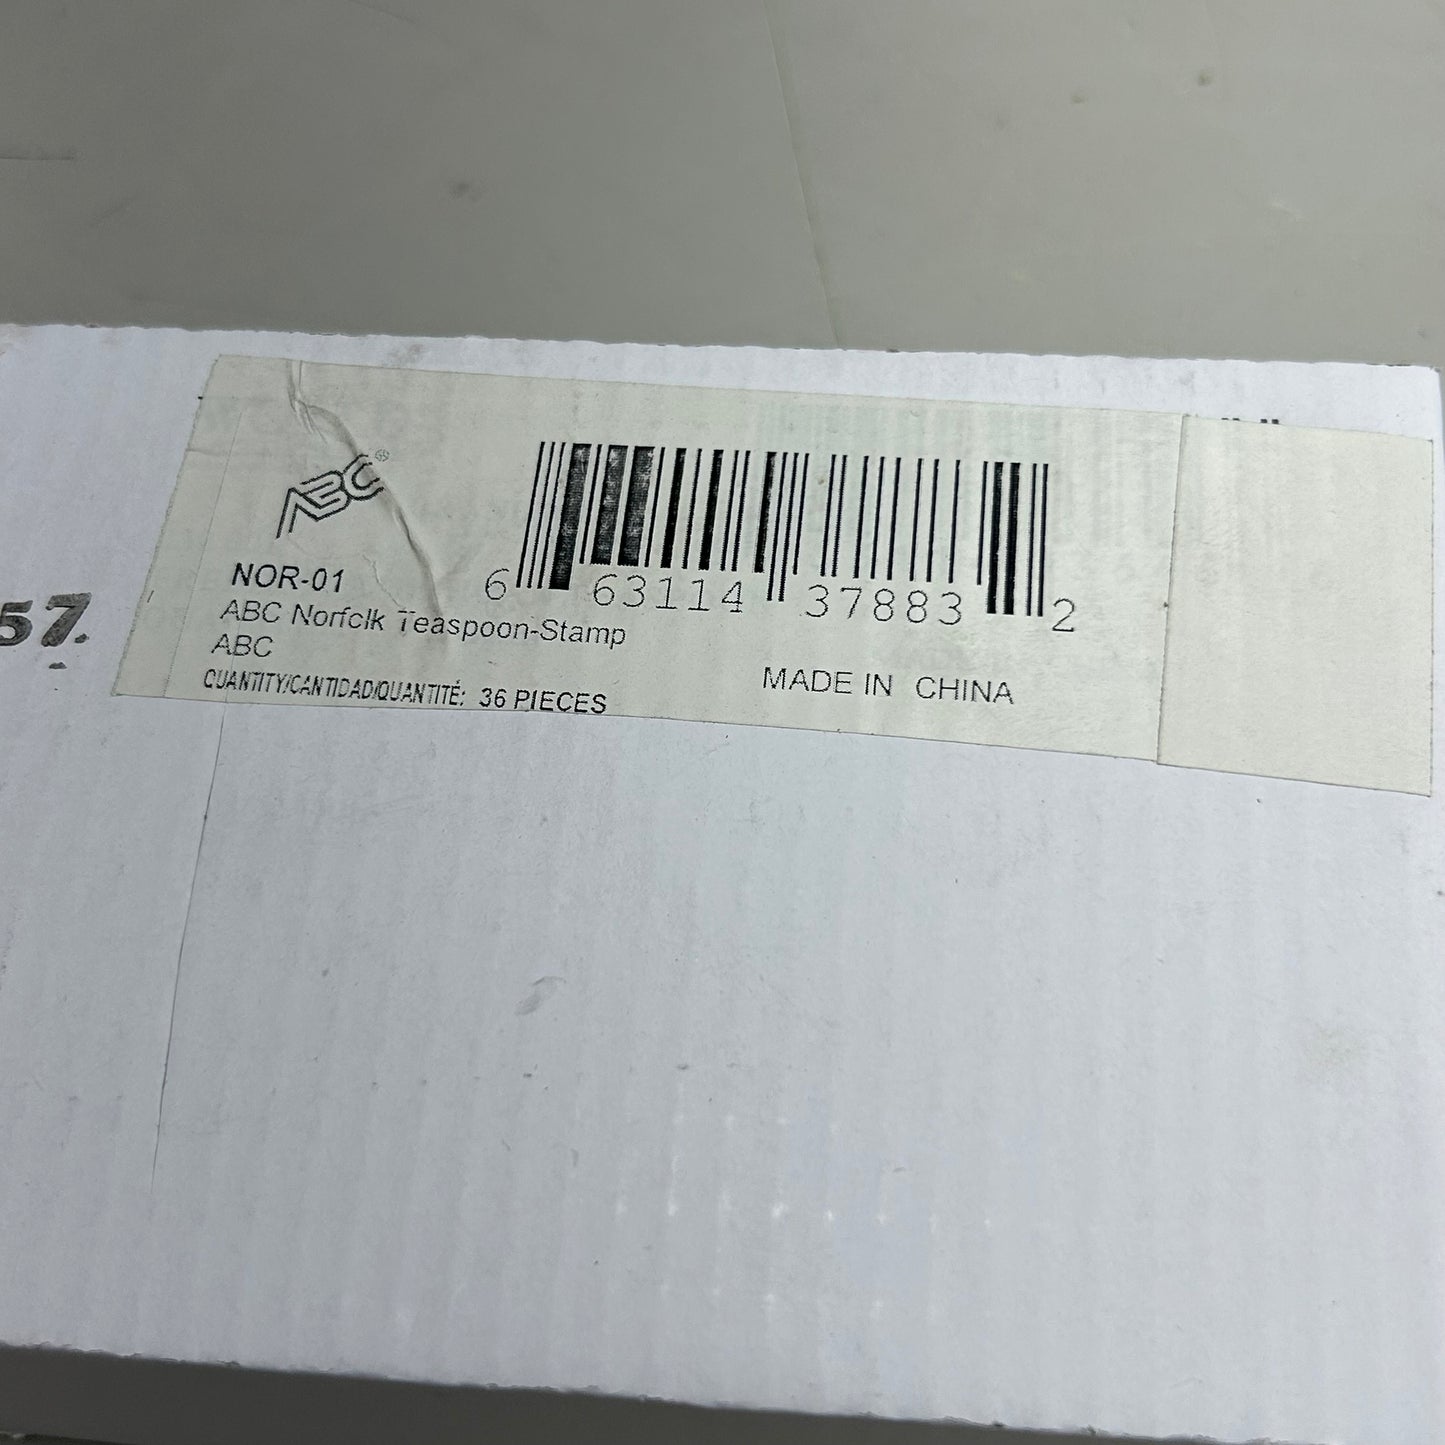 ABC®
6 63114 37883 2
NOR-01
ABC Norfolk Teaspoon-Stamp
ABC
QUANTITY/CANTIDAD/QUANTITÉ: 36 PIECES
MADE IN CHINA
57.